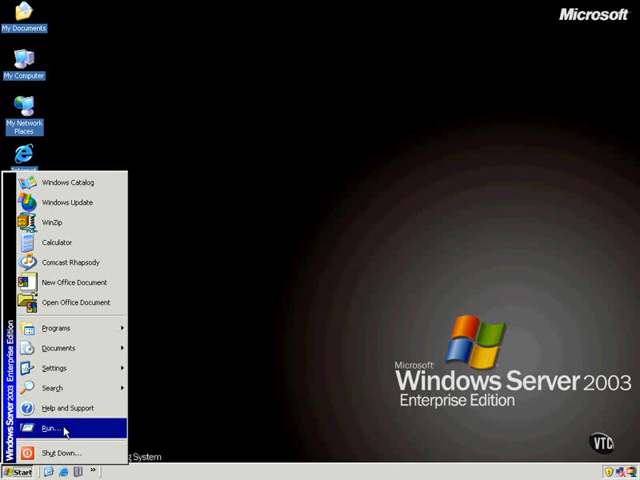 My Documents
Microsoft
My Computer
My Network
Places
Internet
Windows Catalog
Windows Update
WinZip
Calculator
Comcast Rhapsody
New Office Document
Open Office Document
Programs
Documents
Settings
Search
Help and Support
Run...
Shut Down...
Windows Server 2003 Enterprise Edition
Microsoft
Windows Server 2003
Enterprise Edition
VTC
g System
Start